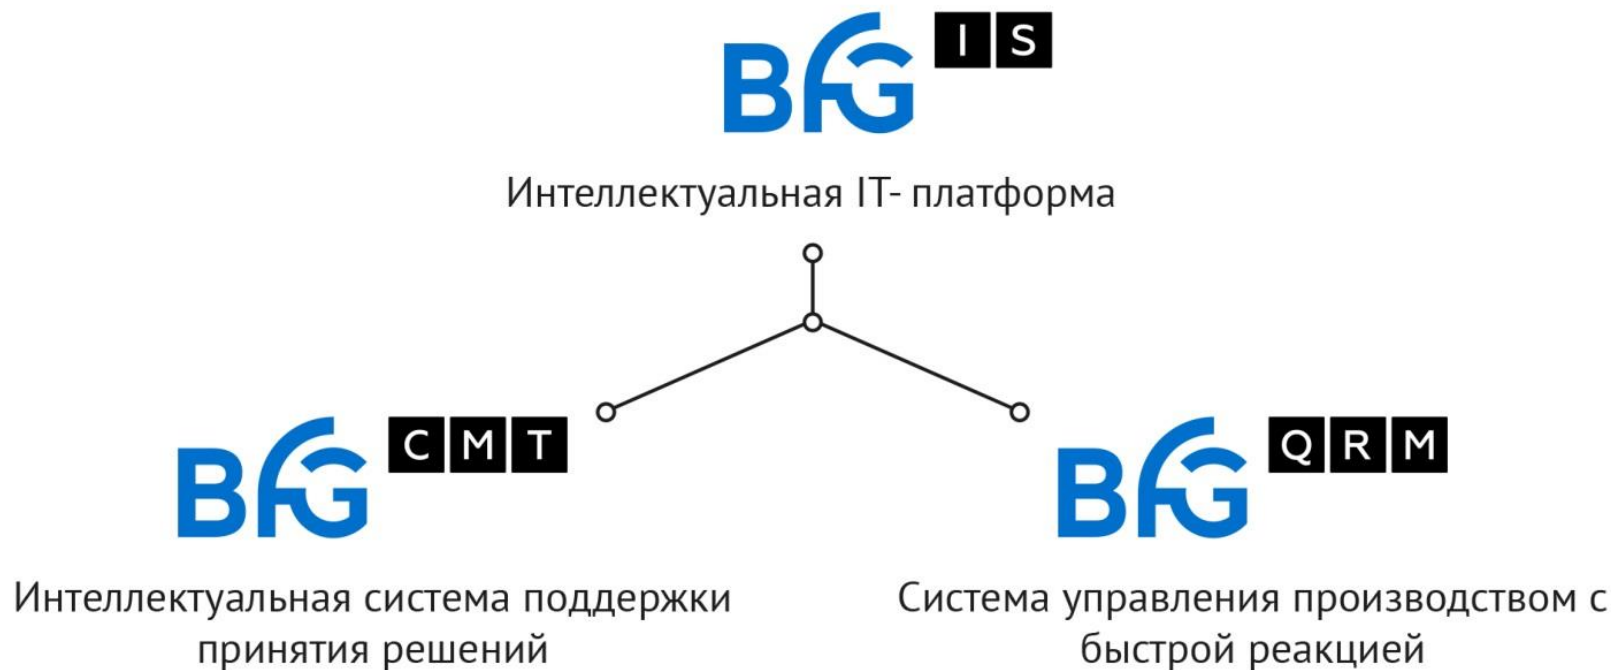 BFG IS
Интеллектуальная IT- платформа
BFG CMT
BFG QRM
Интеллектуальная система поддержки
принятия решений
Система управления производством с
быстрой реакцией